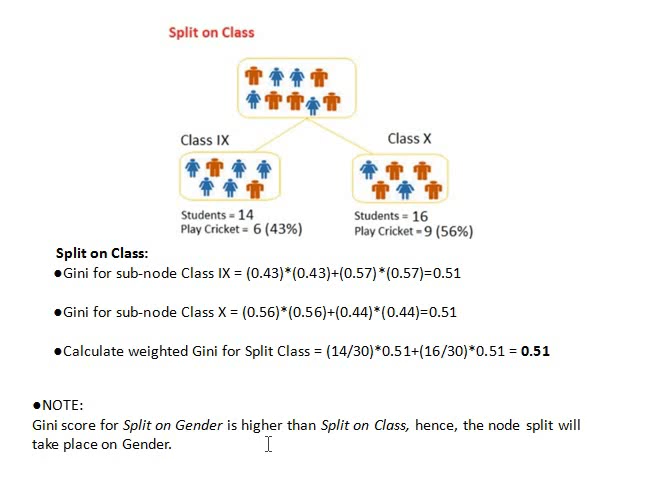 Split on Class
Class IX
Class X
Students = 14
Play Cricket = 6 (43%)
Students = 16
Play Cricket = 9 (56%)
Split on Class:
●Gini for sub-node Class IX = (0.43)*(0.43)+(0.57)*(0.57)=0.51
●Gini for sub-node Class X = (0.56)*(0.56)+(0.44)*(0.44)=0.51
●Calculate weighted Gini for Split Class = (14/30)*0.51+(16/30)*0.51 = 0.51
●NOTE:
Gini score for Split on Gender is higher than Split on Class, hence, the node split will
take place on Gender.